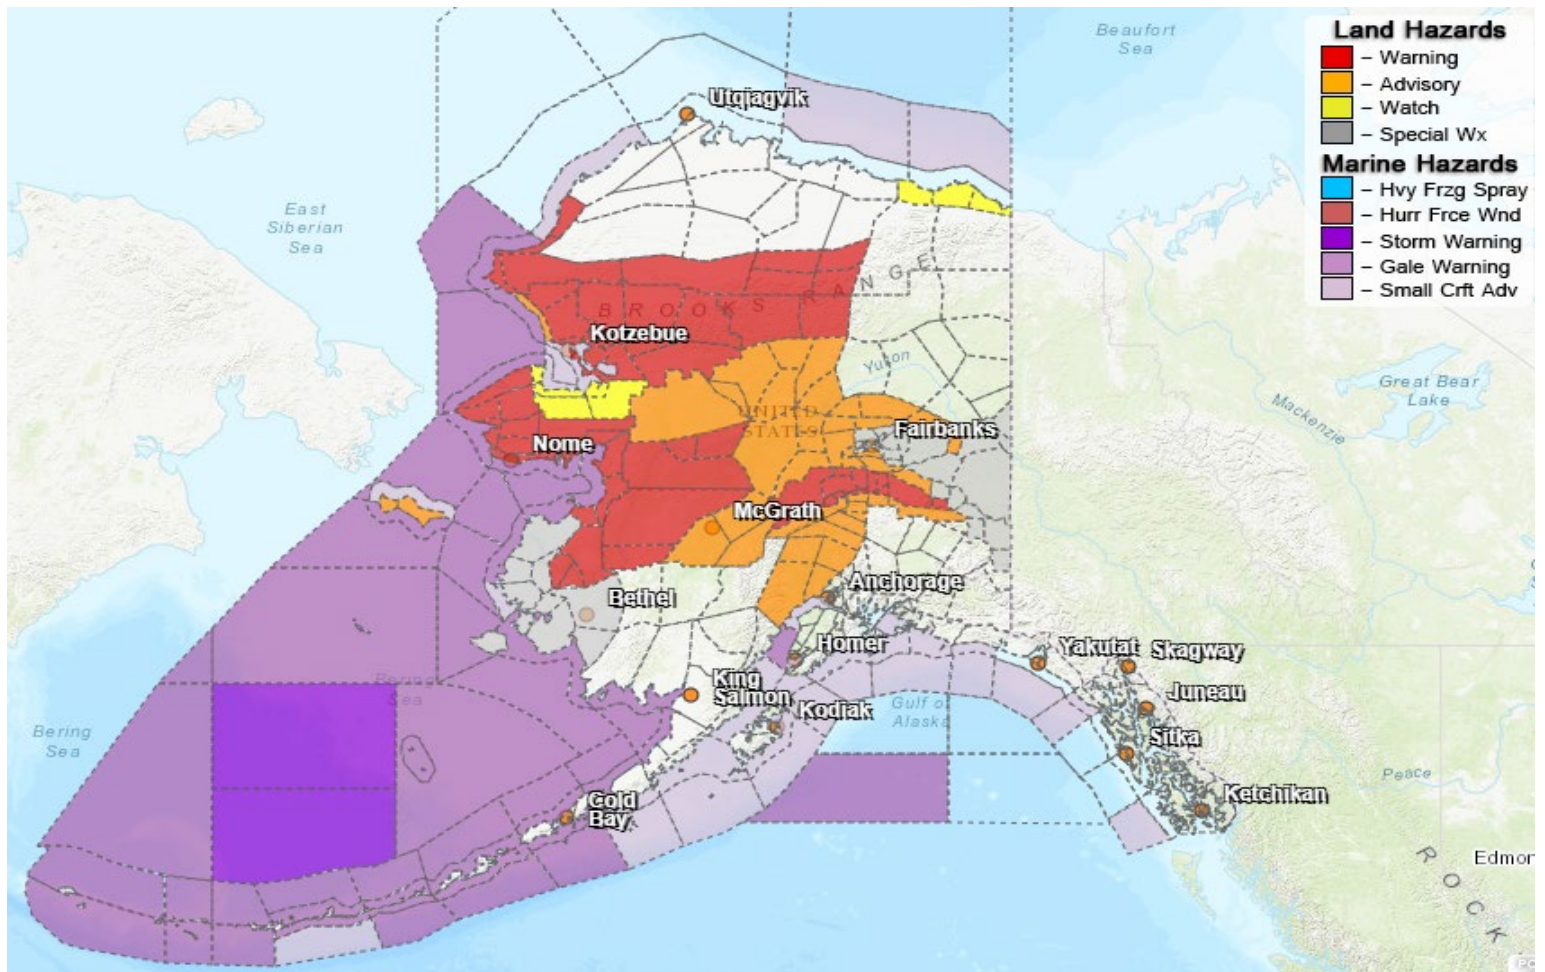 Beaufort
Sea
Land Hazards
– Warning
– Advisory
– Watch
– Special Wx
Marine Hazards
– Hvy Frzg Spray
– Hurr Frce Wnd
– Storm Warning
– Gale Warning
– Small Crft Adv
Utqiagvik
East
Siberian
Sea
BROOKS RANGE
Kotzebue
Yukon
Great Bear
Lake
Mackenzie
UNITED
STATES
Fairbanks
Nome
McGrath
Anchorage
Bethel
Homer
Yakutat
Skagway
King
Salmon
Juneau
Bering
Sea
Kodiak
Gulf of
Alaska
Sitka
Bering
Sea
Peace
Cold
Bay
Ketchikan
Edmor
ROCK